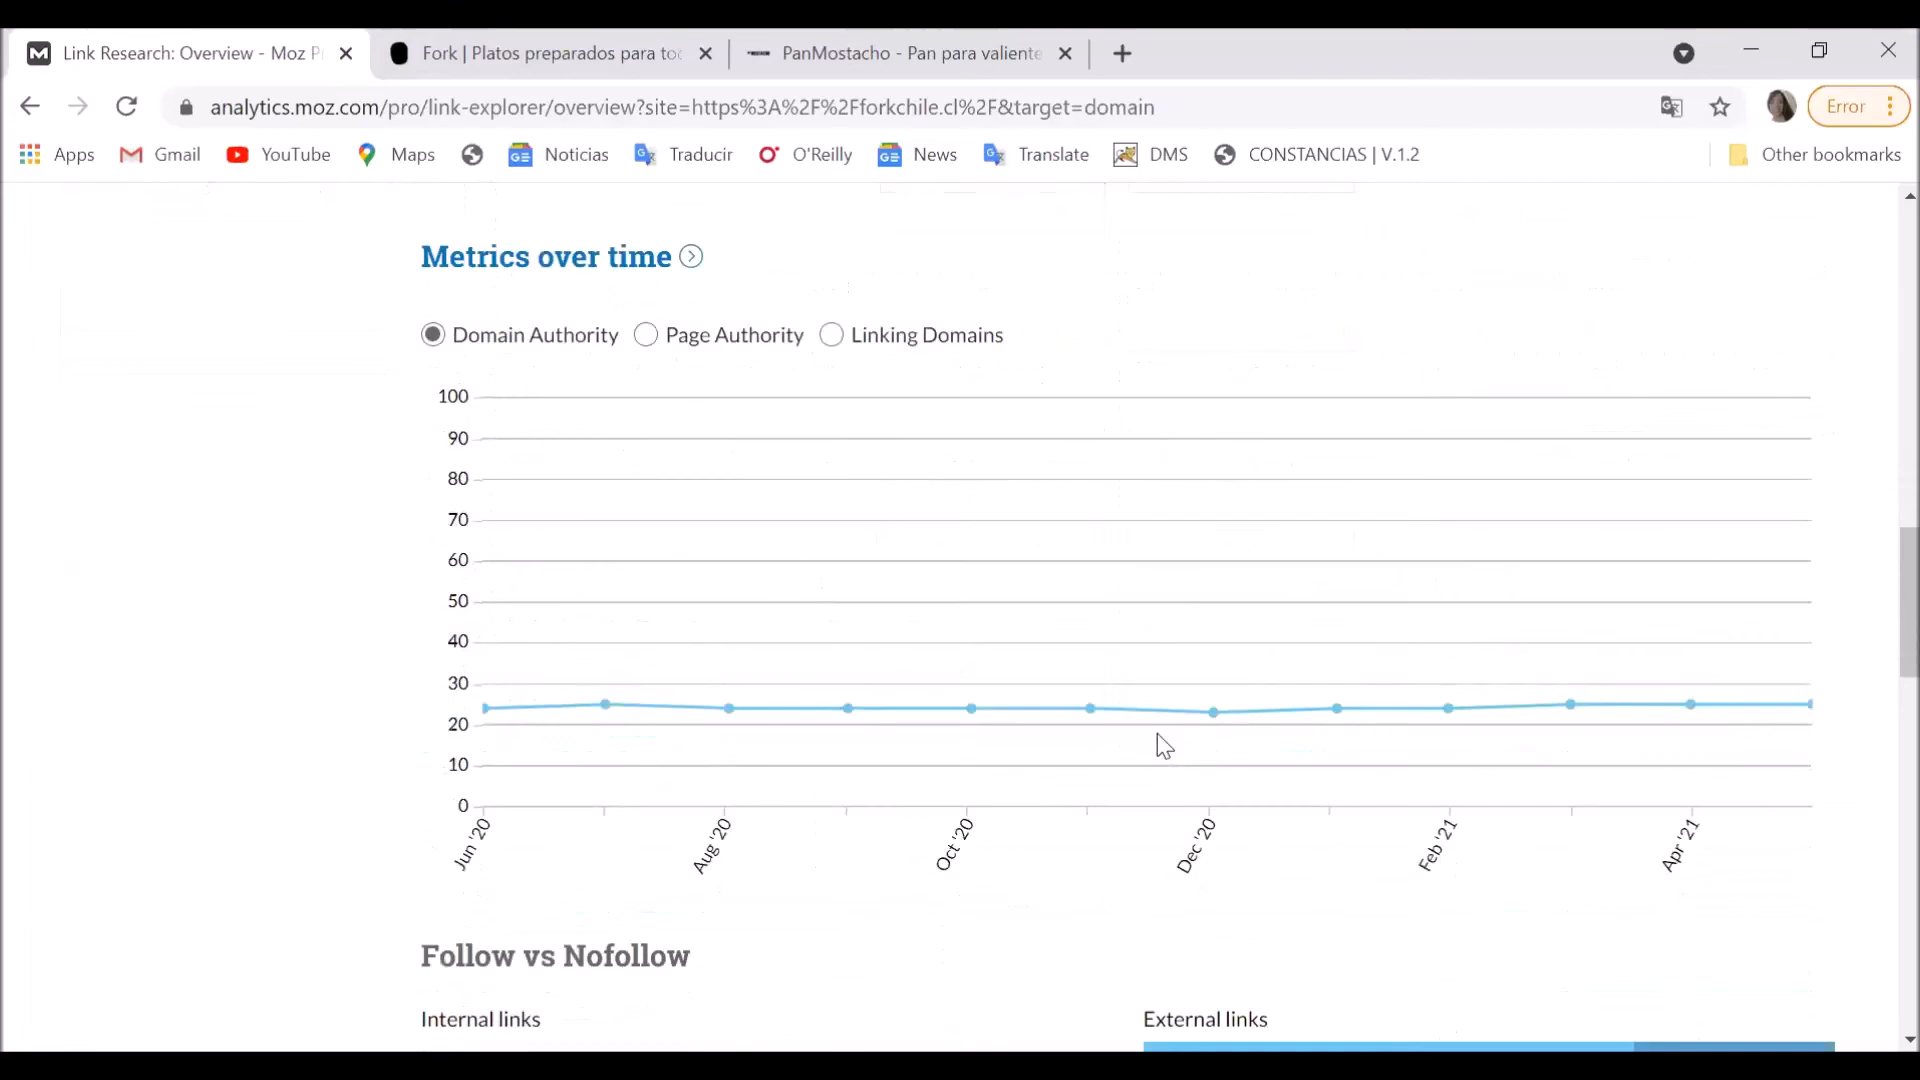 Link Research: Overview - Moz P
Fork | Platos preparados para to
PanMostacho - Pan para valiente
analytics.moz.com/pro/link-explorer/overview?site=https%3A%2F%2Fforkchile.cl%2F&target=domain
Error
Apps
Gmail
YouTube
Maps
Noticias
Traducir
O'Reilly
News
Translate
DMS
CONSTANCIAS | V.1.2
Other bookmarks
Metrics over time
Domain Authority
Page Authority
Linking Domains
100
90
80
70
60
50
40
30
20
10
0
Jun '20
Aug '20
Oct '20
Dec '20
Feb '21
Apr '21
Follow vs Nofollow
Internal links
External links